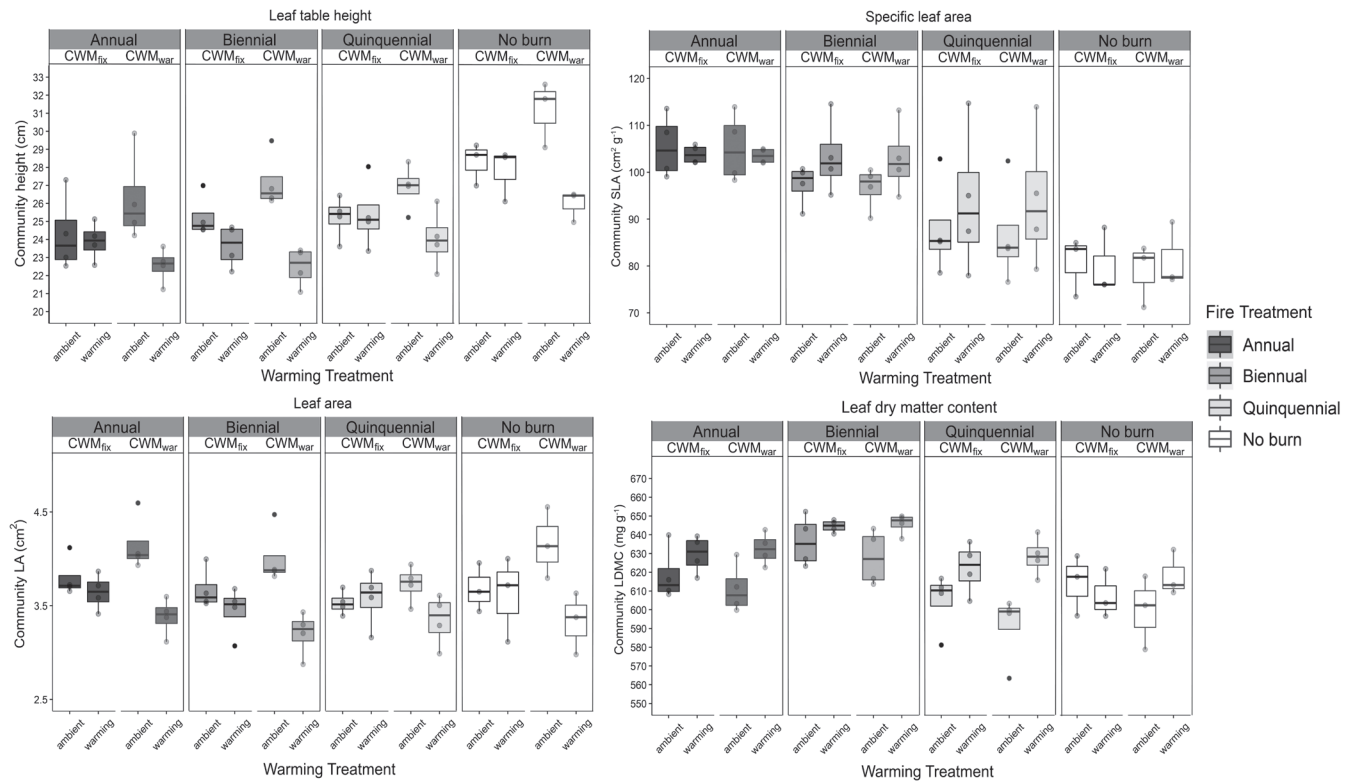 Leaf table height
Annual Biennial Quinquennial No burn
CWMfix CWMwar CWMfix CWMwar CWMfix CWMwar CWMfix CWMwar
Community height (cm)
33
32
31
30
29
28
27
26
25
24
23
22
21
20
ambient warming ambient warming ambient warming ambient warming ambient warming ambient warming ambient warming ambient warming
Warming Treatment
Specific leaf area
Annual Biennial Quinquennial No burn
CWMfix CWMwar CWMfix CWMwar CWMfix CWMwar CWMfix CWMwar
Community SLA (cm² g⁻¹)
120
110
100
90
80
70
ambient warming ambient warming ambient warming ambient warming ambient warming ambient warming ambient warming ambient warming
Warming Treatment
Leaf area
Annual Biennial Quinquennial No burn
CWMfix CWMwar CWMfix CWMwar CWMfix CWMwar CWMfix CWMwar
Community LA (cm²)
4.5
3.5
2.5
ambient warming ambient warming ambient warming ambient warming ambient warming ambient warming ambient warming ambient warming
Warming Treatment
Leaf dry matter content
Annual Biennial Quinquennial No burn
CWMfix CWMwar CWMfix CWMwar CWMfix CWMwar CWMfix CWMwar
Community LDMC (mg g⁻¹)
670
660
650
640
630
620
610
600
590
580
570
560
550
ambient warming ambient warming ambient warming ambient warming ambient warming ambient warming ambient warming ambient warming
Warming Treatment
Fire Treatment
Annual
Biennual
Quinquennial
No burn